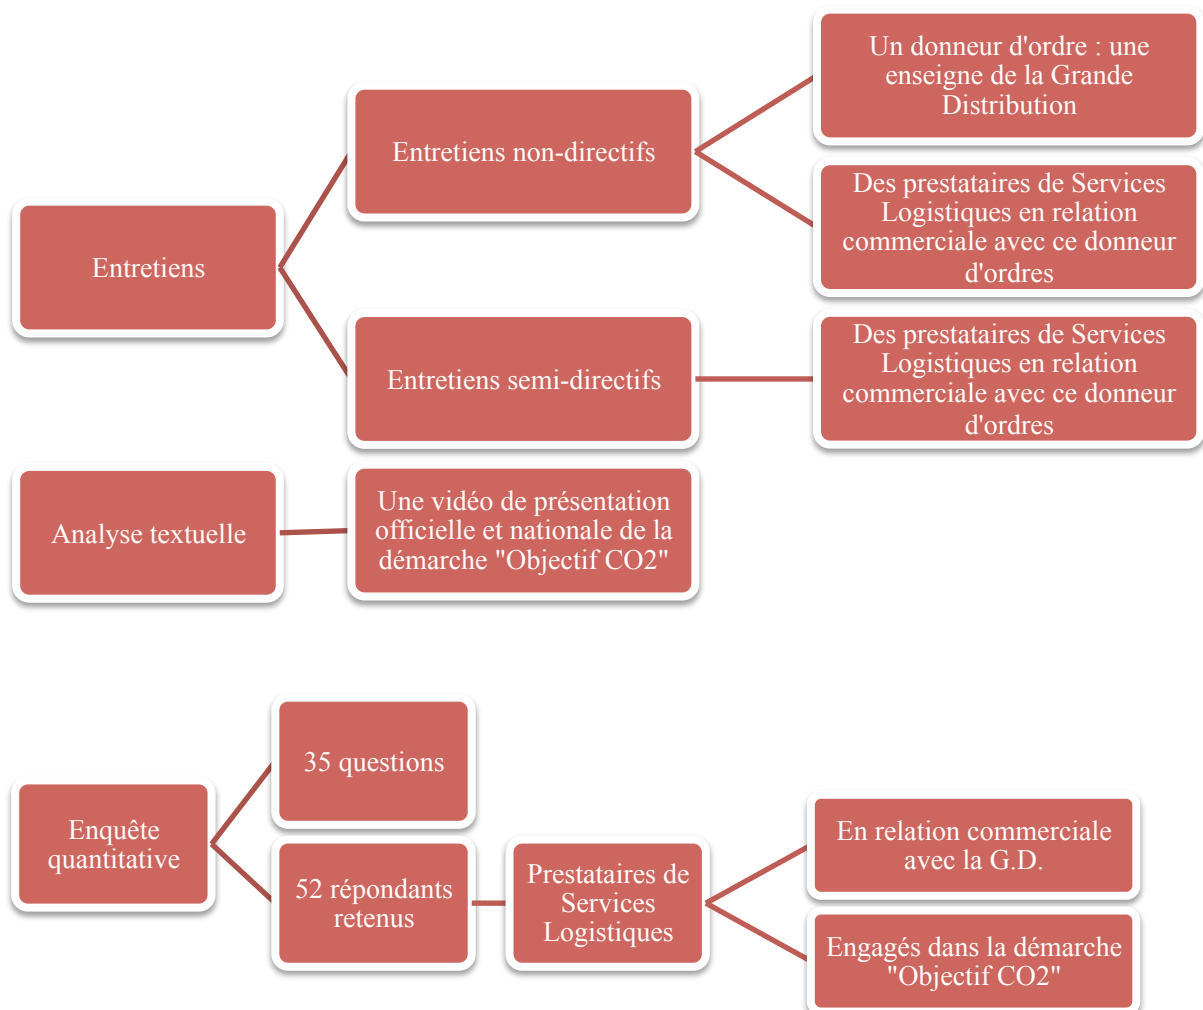 Entretiens
Entretiens non-directifs
Un donneur d'ordre : une
enseigne de la Grande
Distribution
Des prestataires de Services
Logistiques en relation
commerciale avec ce donneur
d'ordres
Entretiens semi-directifs
Des prestataires de Services
Logistiques en relation
commerciale avec ce donneur
d'ordres
Analyse textuelle
Une vidéo de présentation
officielle et nationale de la
démarche "Objectif CO2"
Enquête
quantitative
35 questions
52 répondants
retenus
Prestataires de
Services
Logistiques
En relation commerciale
avec la G.D.
Engagés dans la démarche
"Objectif CO2"